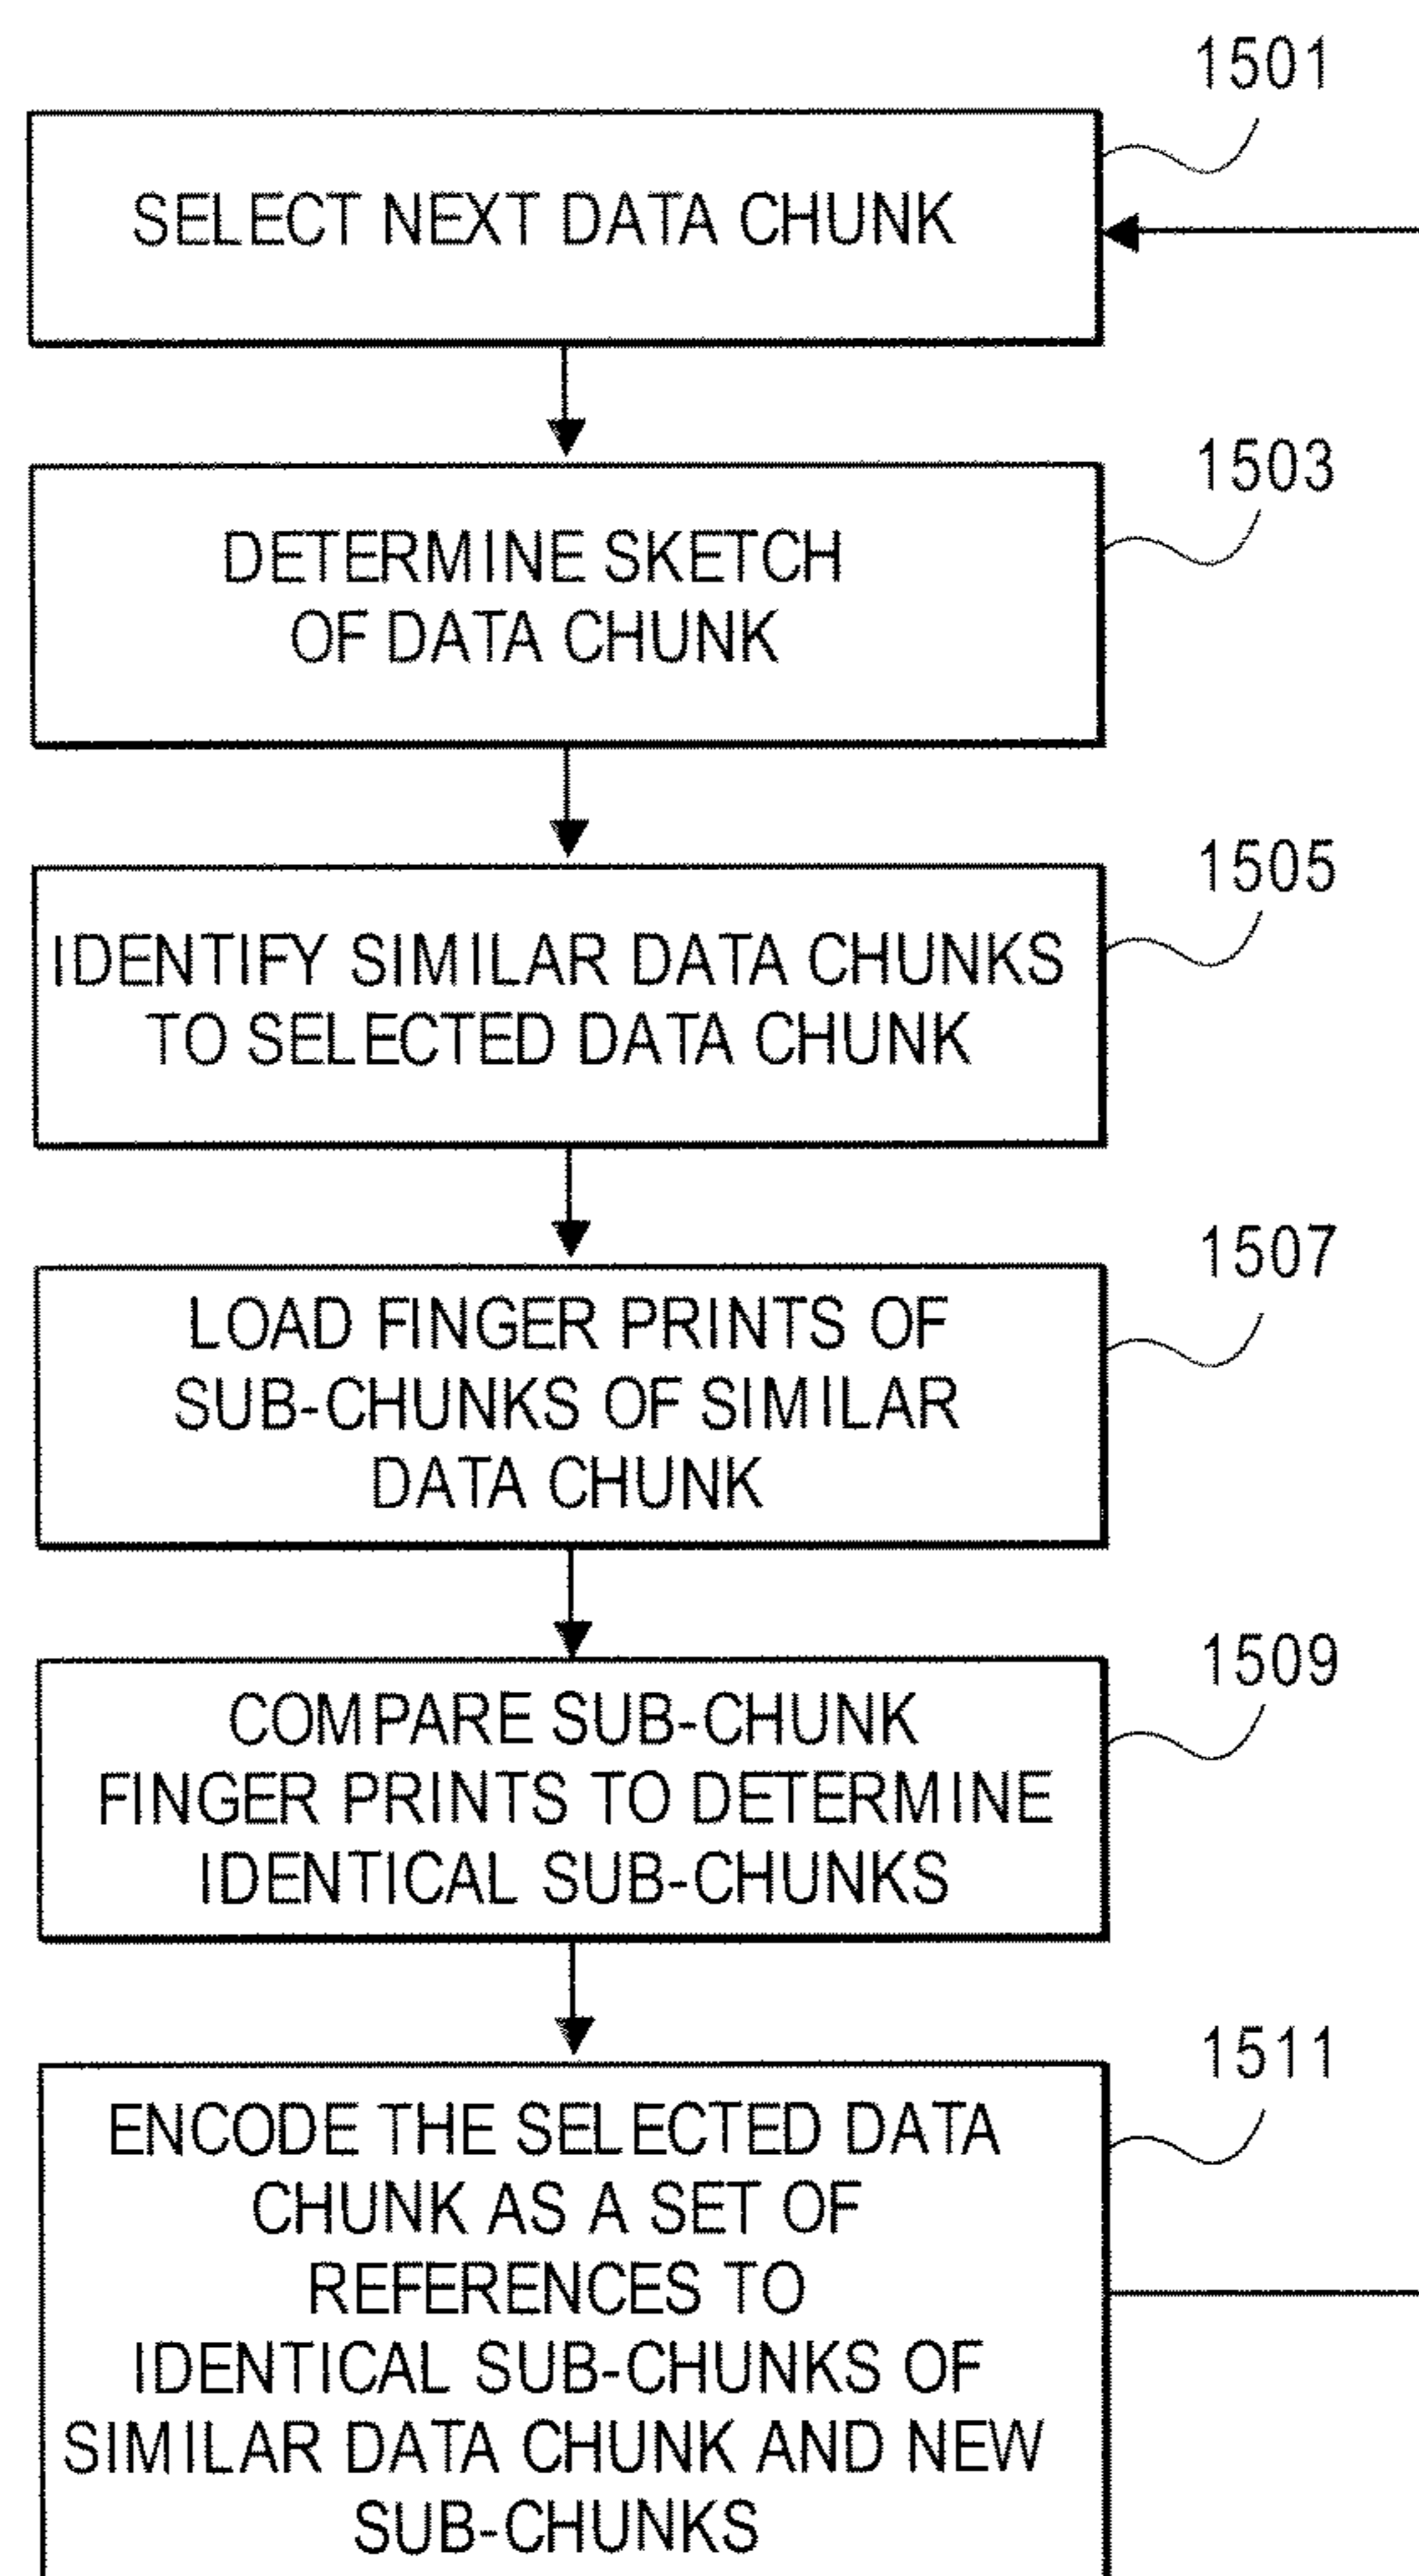 1501
SELECT NEXT DATA CHUNK
1503
DETERMINE SKETCH
OF DATA CHUNK
1505
IDENTIFY SIMILAR DATA CHUNKS
TO SELECTED DATA CHUNK
1507
LOAD FINGER PRINTS OF
SUB-CHUNKS OF SIMILAR
DATA CHUNK
1509
COMPARE SUB-CHUNK
FINGER PRINTS TO DETERMINE
IDENTICAL SUB-CHUNKS
1511
ENCODE THE SELECTED DATA
CHUNK AS A SET OF
REFERENCES TO
IDENTICAL SUB-CHUNKS OF
SIMILAR DATA CHUNK AND NEW
SUB-CHUNKS